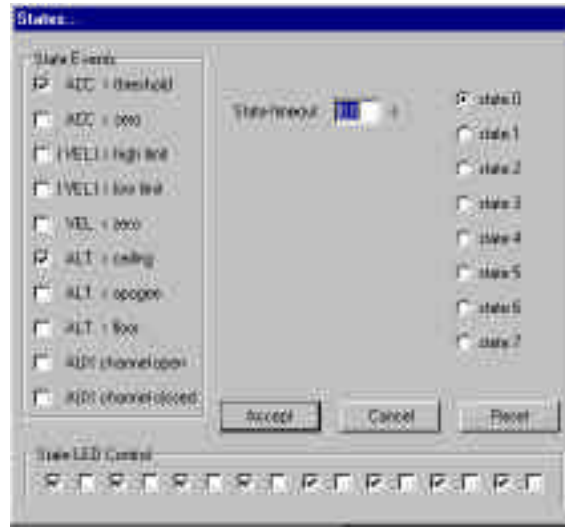 States...
State Events
ACC > threshold
ACC < zero
|VEL| > high limit
|VEL| < low limit
VEL < zero
ALT > ceiling
ALT < apogee
ALT < floor
AUX channel open
AUX channel closed
State timeout
state 0
state 1
state 2
state 3
state 4
state 5
state 6
state 7
Accept
Cancel
Reset
State LED Control